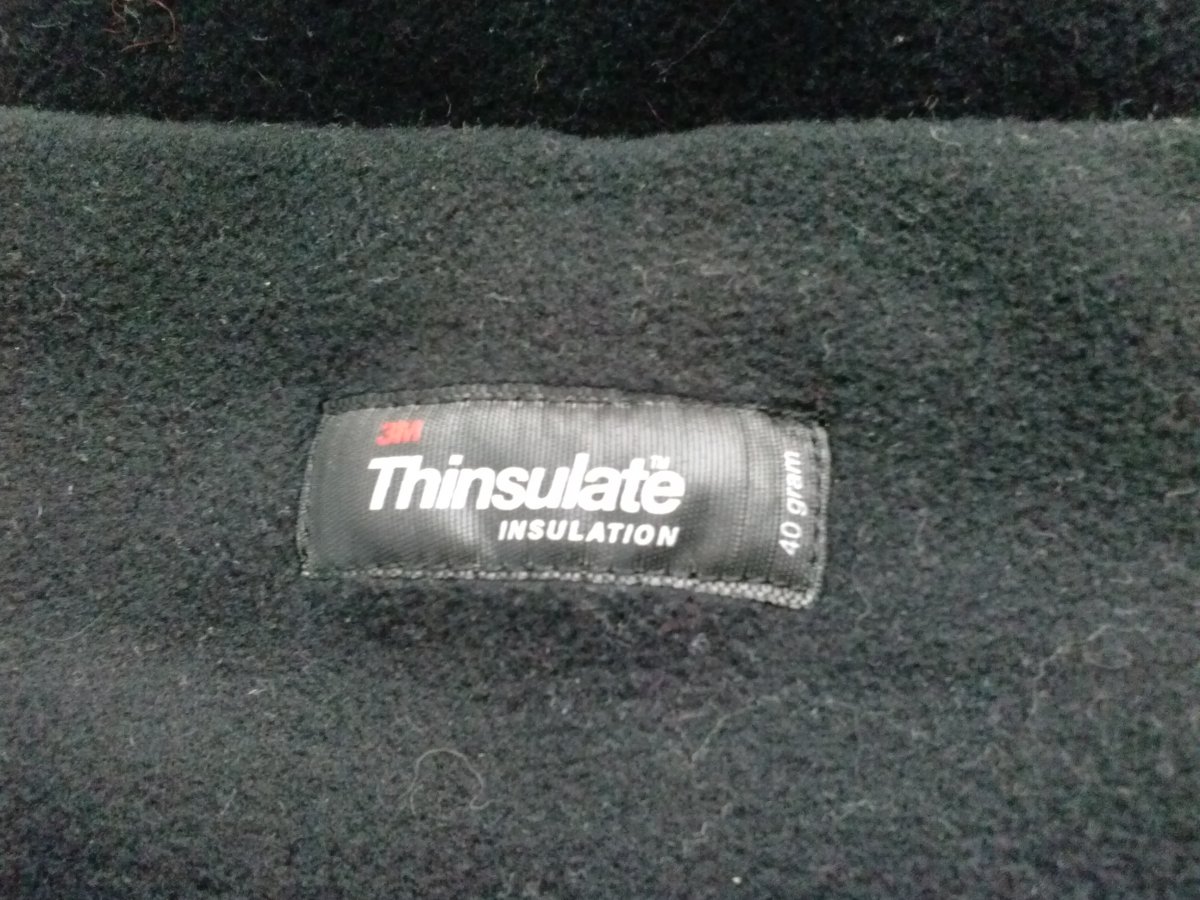 3M
Thinsulate™
INSULATION
40 gram